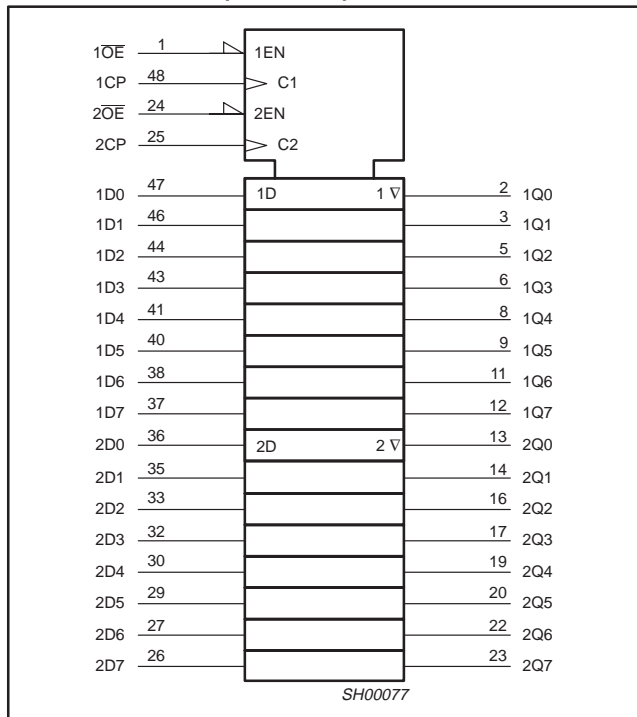 1O̅E̅ 1 1EN
1CP 48 C1
2O̅E̅ 24 2EN
2CP 25 C2
1D0 47 1D 1 ∇ 2 1Q0
1D1 46 3 1Q1
1D2 44 5 1Q2
1D3 43 6 1Q3
1D4 41 8 1Q4
1D5 40 9 1Q5
1D6 38 11 1Q6
1D7 37 12 1Q7
2D0 36 2D 2 ∇ 13 2Q0
2D1 35 14 2Q1
2D2 33 16 2Q2
2D3 32 17 2Q3
2D4 30 19 2Q4
2D5 29 20 2Q5
2D6 27 22 2Q6
2D7 26 23 2Q7
SH00077